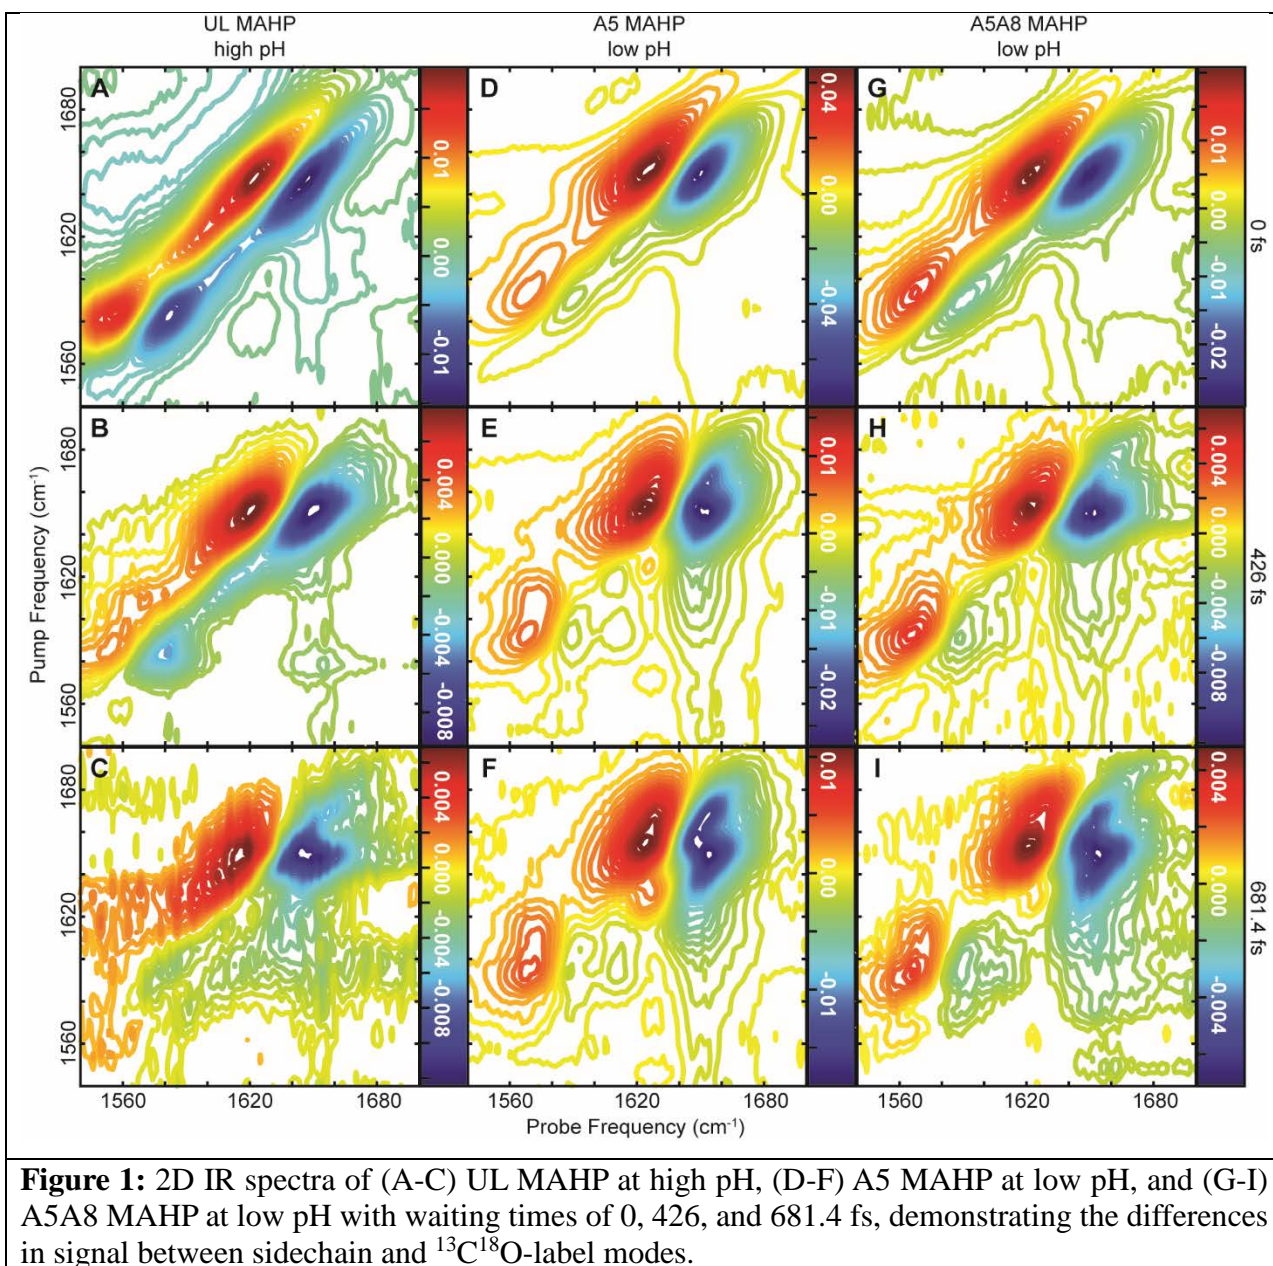 UL MAHP
high pH
A5 MAHP
low pH
A5A8 MAHP
low pH
A
1680
1620
1560
0.01
0.00
-0.01
D
0.04
0.00
-0.04
G
0.01
0.00
-0.01
-0.02
0 fs
Pump Frequency (cm-1)
B
1680
1620
1560
0.004
0.000
-0.004
-0.008
E
0.01
0.00
-0.01
-0.02
H
0.004
0.000
-0.004
-0.008
426 fs
C
1680
1620
1560
0.004
0.000
-0.004
-0.008
F
0.01
0.00
-0.01
I
0.004
0.000
-0.004
681.4 fs
1560 1620 1680 1560 1620 1680 1560 1620 1680
Probe Frequency (cm-1)
Figure 1: 2D IR spectra of (A-C) UL MAHP at high pH, (D-F) A5 MAHP at low pH, and (G-I)
A5A8 MAHP at low pH with waiting times of 0, 426, and 681.4 fs, demonstrating the differences
in signal between sidechain and 13C18O-label modes.